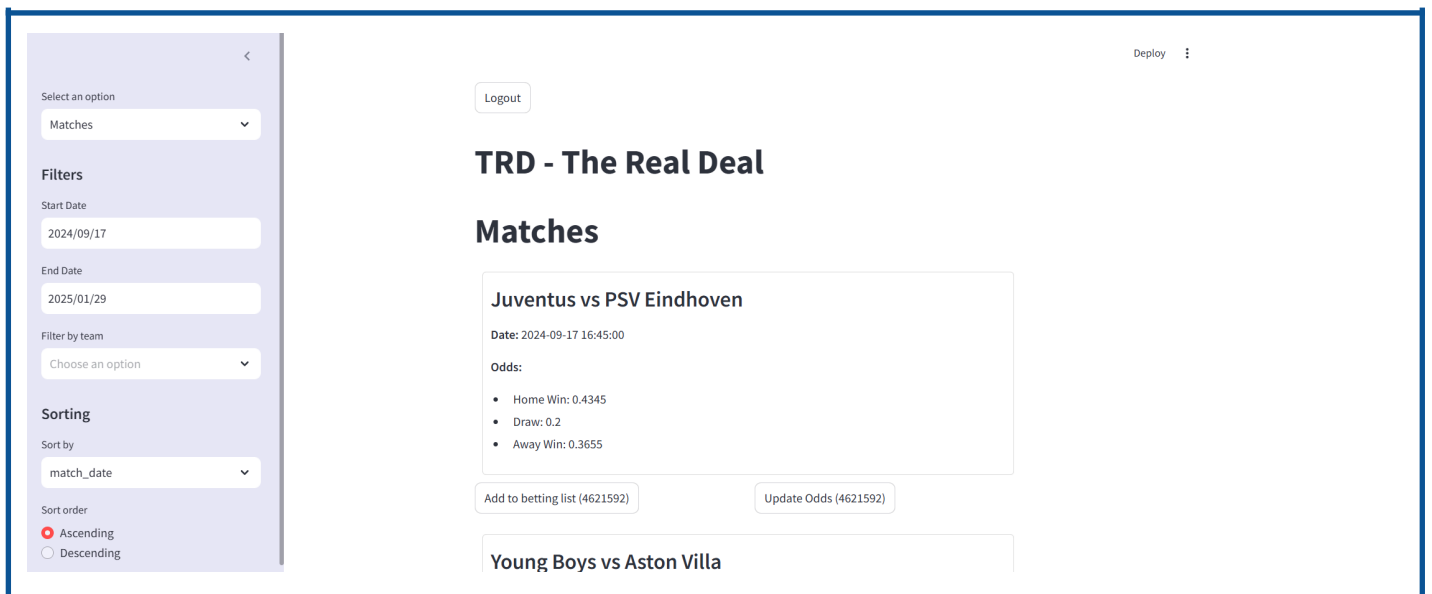 Select an option
Matches
Filters
Start Date
2024/09/17
End Date
2025/01/29
Filter by team
Choose an option
Sorting
Sort by
match_date
Sort order
Ascending
Descending
Deploy
Logout
TRD - The Real Deal
Matches
Juventus vs PSV Eindhoven
Date: 2024-09-17 16:45:00
Odds:
• Home Win: 0.4345
• Draw: 0.2
• Away Win: 0.3655
Add to betting list (4621592)
Update Odds (4621592)
Young Boys vs Aston Villa